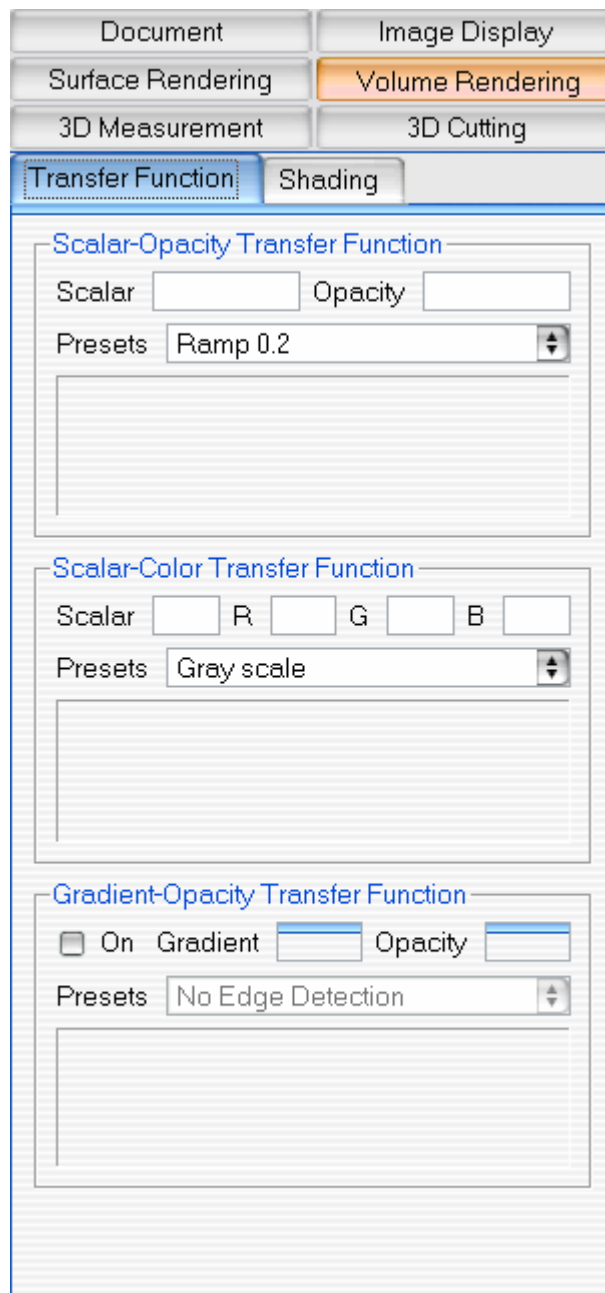 Document Image Display
Surface Rendering Volume Rendering
3D Measurement 3D Cutting
Transfer Function Shading
Scalar-Opacity Transfer Function
Scalar Opacity
Presets Ramp 0.2
Scalar-Color Transfer Function
Scalar R G B
Presets Gray scale
Gradient-Opacity Transfer Function
On Gradient Opacity
Presets No Edge Detection